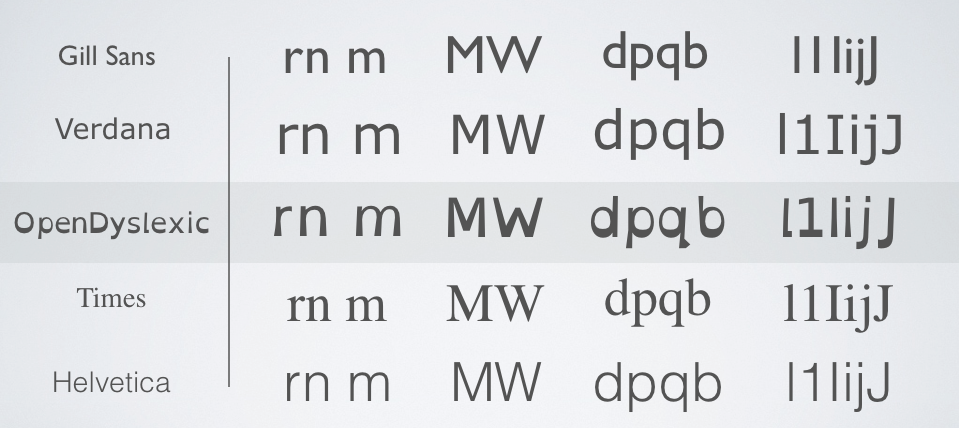 Gill Sans rn m MW dpqb l1IijJ
Verdana rn m MW dpqb l1IijJ
OpenDyslexic rn m MW dpqb l1IijJ
Times rn m MW dpqb l1IijJ
Helvetica rn m MW dpqb l1IijJ